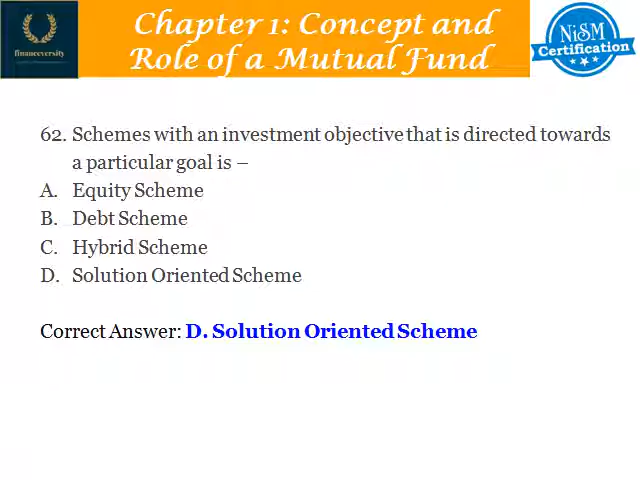 financeversity
Chapter 1: Concept and
Role of a Mutual Fund
NiSM
Certification
62. Schemes with an investment objective that is directed towards
a particular goal is –
A. Equity Scheme
B. Debt Scheme
C. Hybrid Scheme
D. Solution Oriented Scheme
Correct Answer: D. Solution Oriented Scheme